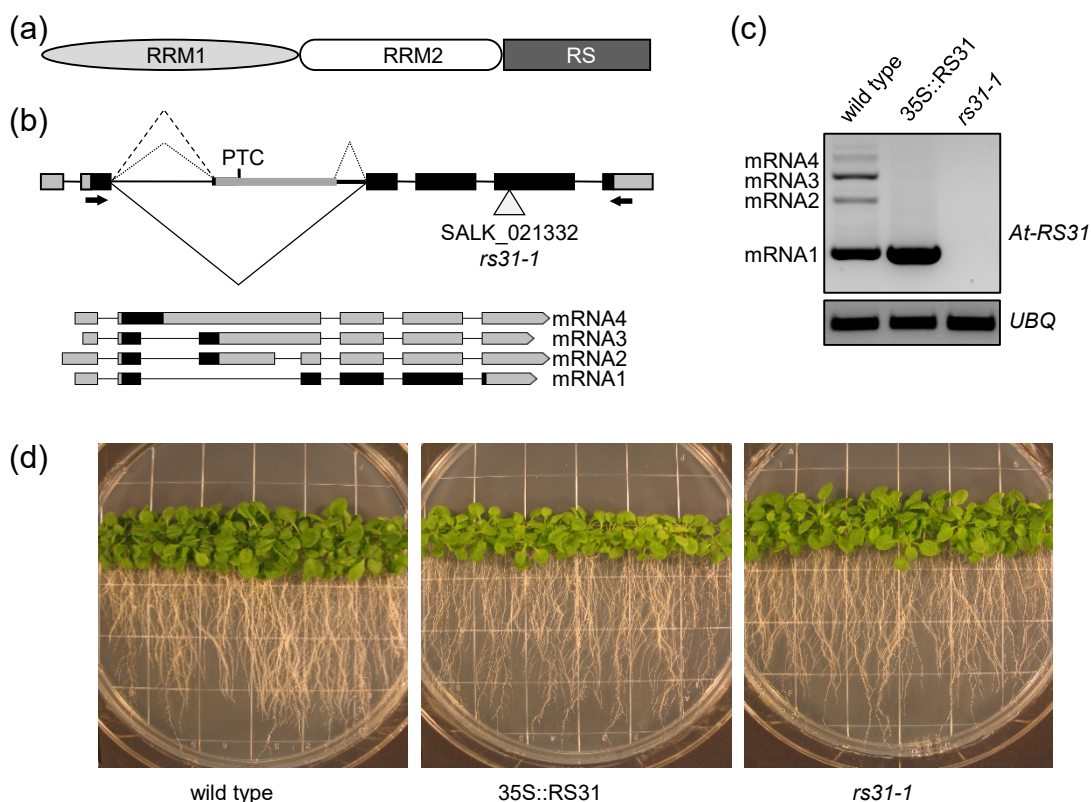 (a)
RRM1 RRM2 RS
(b)
PTC
SALK_021332
rs31-1
mRNA4
mRNA3
mRNA2
mRNA1
(c)
wild type 35S::RS31 rs31-1
mRNA4
mRNA3
mRNA2
mRNA1
At-RS31
UBQ
(d)
wild type 35S::RS31 rs31-1